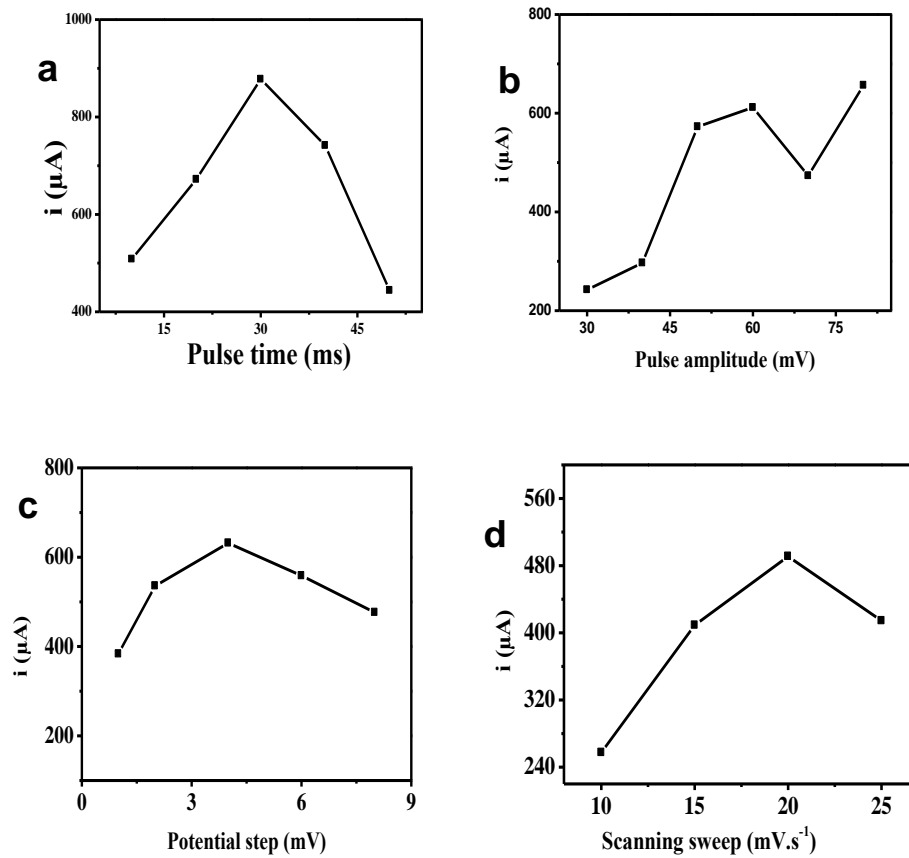 a
1000
800
600
400
i (µA)
15 30 45
Pulse time (ms)
b
800
600
400
200
i (µA)
30 45 60 75
Pulse amplitude (mV)
c
800
600
400
200
i (µA)
0 3 6 9
Potential step (mV)
d
560
480
400
320
240
i (µA)
10 15 20 25
Scanning sweep (mV.s⁻¹)